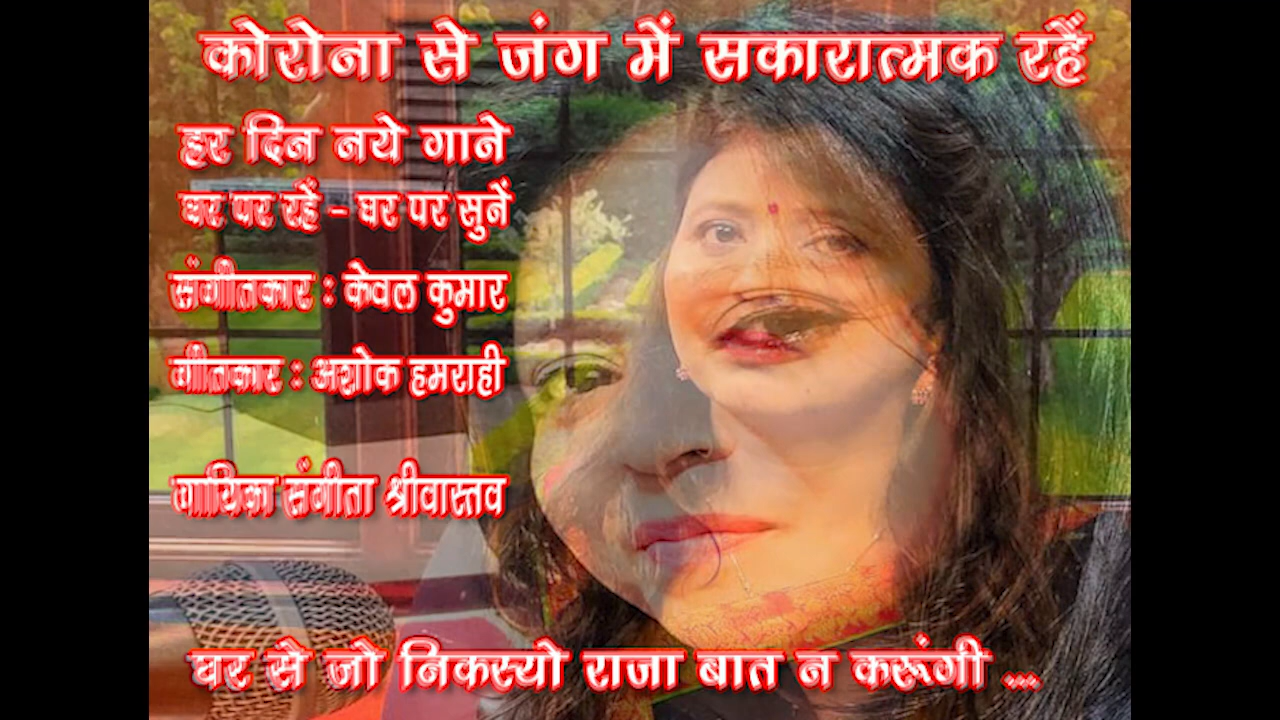 कोरोना से जंग में सकारात्मक रहें
हर दिन नये गाने
घर पर रहें - घर पर सुनें
संगीतकार : केवल कुमार
गीतकार : अशोक हमराही
गायिका संगीता श्रीवास्तव
घर से जो निकस्यो राजा बात न करूंगी ...